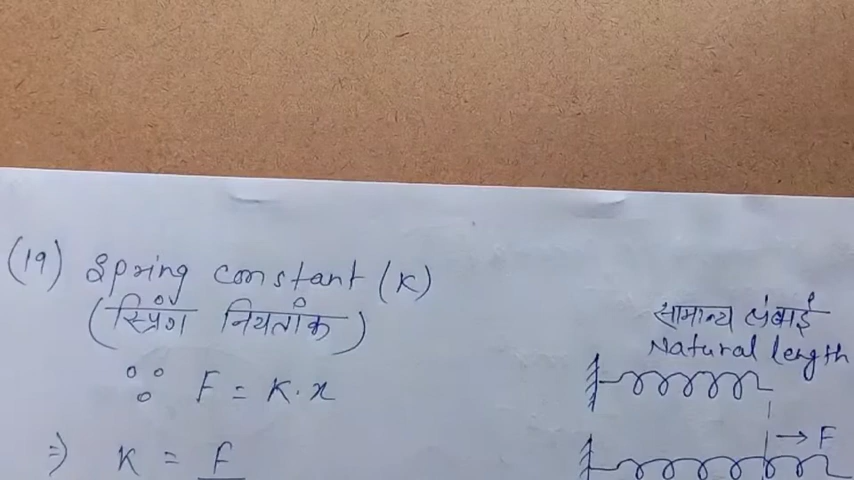 (19) Spring constant (K)
(स्प्रिंग नियतांक)
∵ F = K.x
⇒ K = F
सामान्य लंबाई
Natural length
→ F